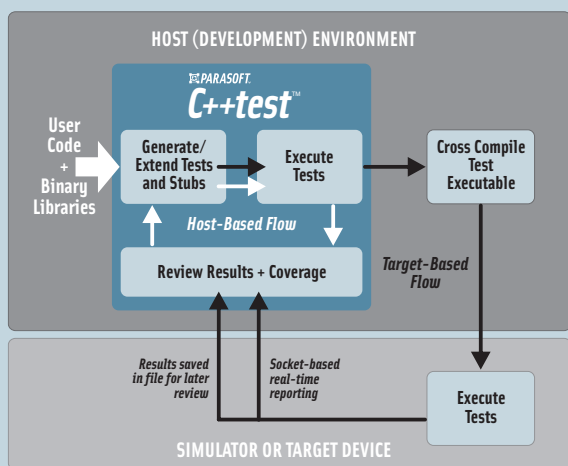 HOST (DEVELOPMENT) ENVIRONMENT
PARASOFT.
C++test™
User
Code
+
Binary
Libraries
Generate/
Extend Tests
and Stubs
Execute
Tests
Cross Compile
Test
Executable
Host-Based Flow
Review Results + Coverage
Target-Based
Flow
Results saved
in file for later
review
Socket-based
real-time
reporting
Execute
Tests
SIMULATOR OR TARGET DEVICE